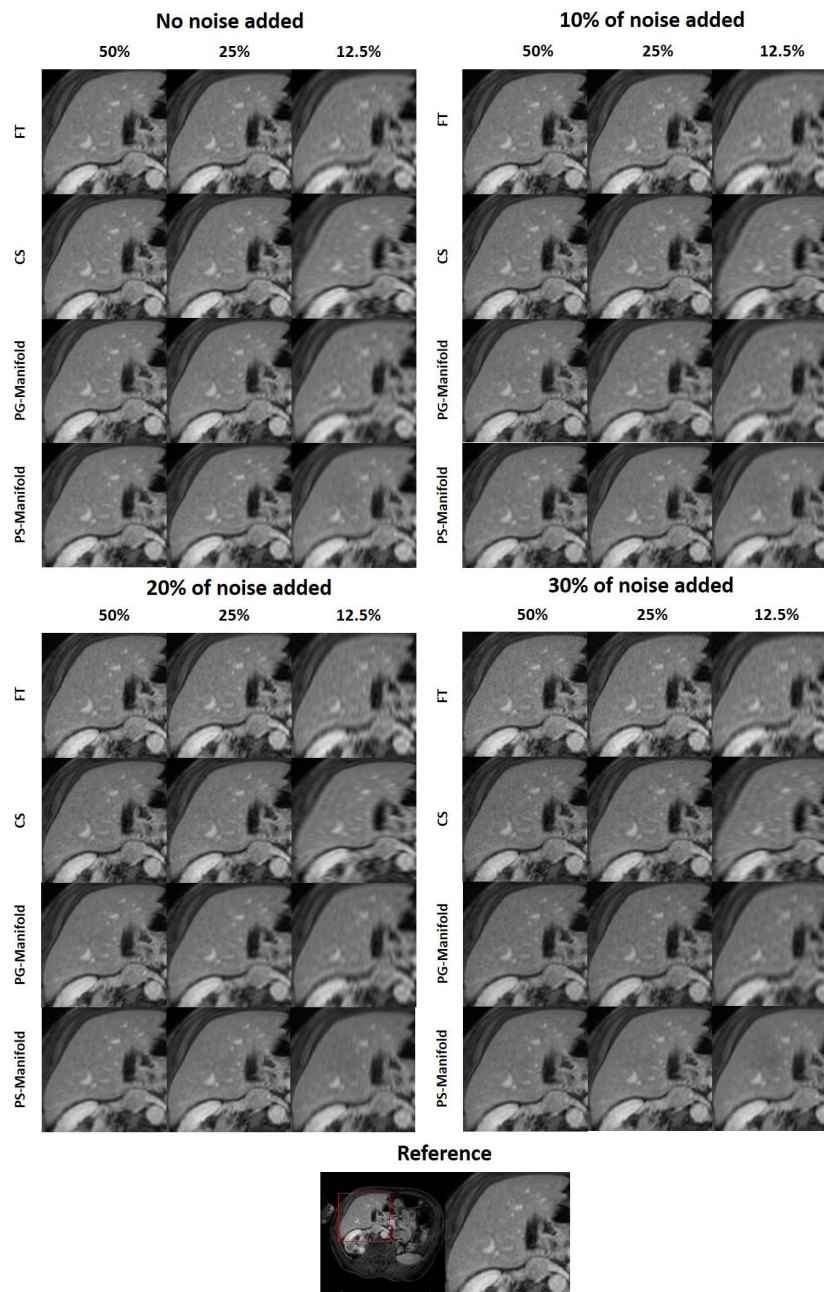 No noise added
50% 25% 12.5%
FT
CS
PG-Manifold
PS-Manifold
10% of noise added
50% 25% 12.5%
FT
CS
PG-Manifold
PS-Manifold
20% of noise added
50% 25% 12.5%
FT
CS
PG-Manifold
PS-Manifold
30% of noise added
50% 25% 12.5%
FT
CS
PG-Manifold
PS-Manifold
Reference